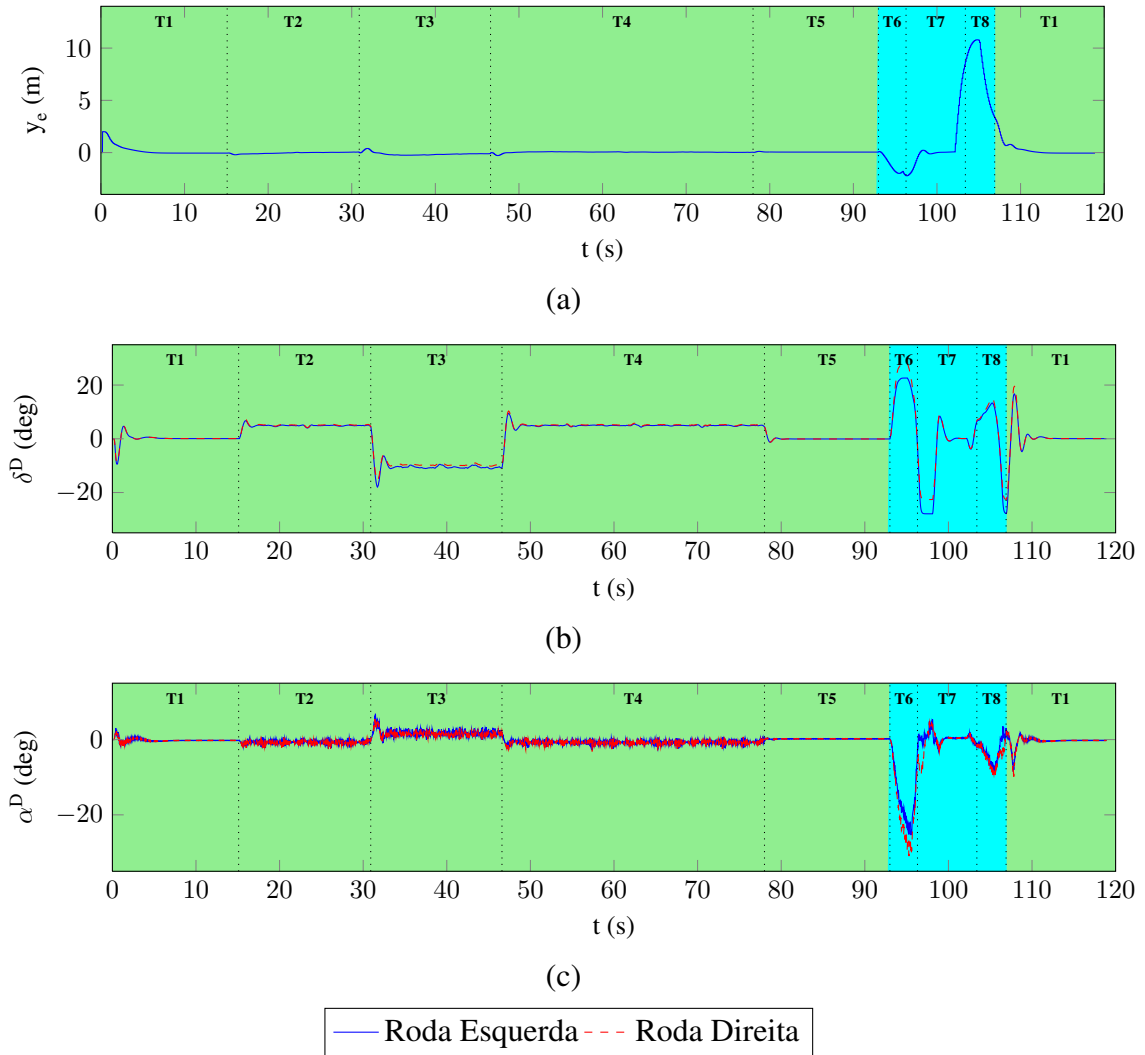 T1 T2 T3 T4 T5 T6 T7 T8 T1
10
5
0
y_e (m)
0 10 20 30 40 50 60 70 80 90 100 110 120
t (s)
(a)
T1 T2 T3 T4 T5 T6 T7 T8 T1
20
0
−20
δ^D (deg)
0 10 20 30 40 50 60 70 80 90 100 110 120
t (s)
(b)
T1 T2 T3 T4 T5 T6 T7 T8 T1
0
−20
α^D (deg)
0 10 20 30 40 50 60 70 80 90 100 110 120
t (s)
(c)
Roda Esquerda Roda Direita